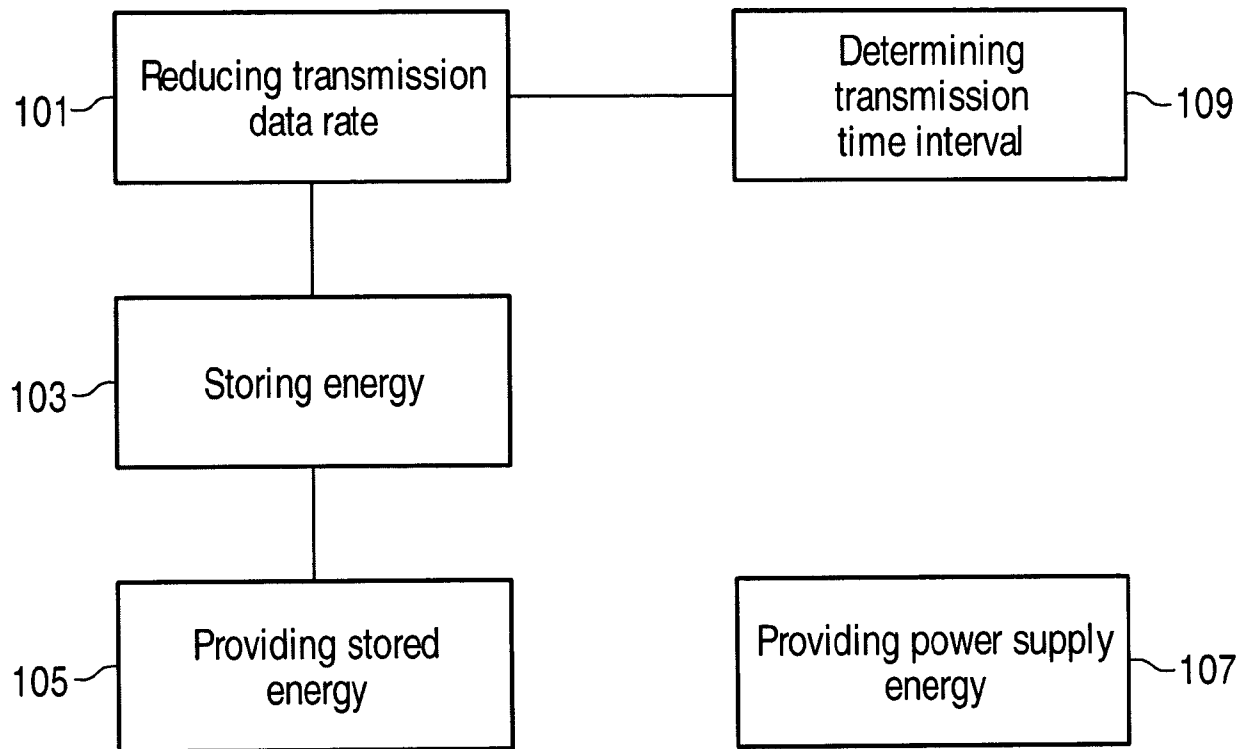 101
Reducing transmission
data rate
Determining
transmission
time interval
109
103
Storing energy
105
Providing stored
energy
Providing power supply
energy
107